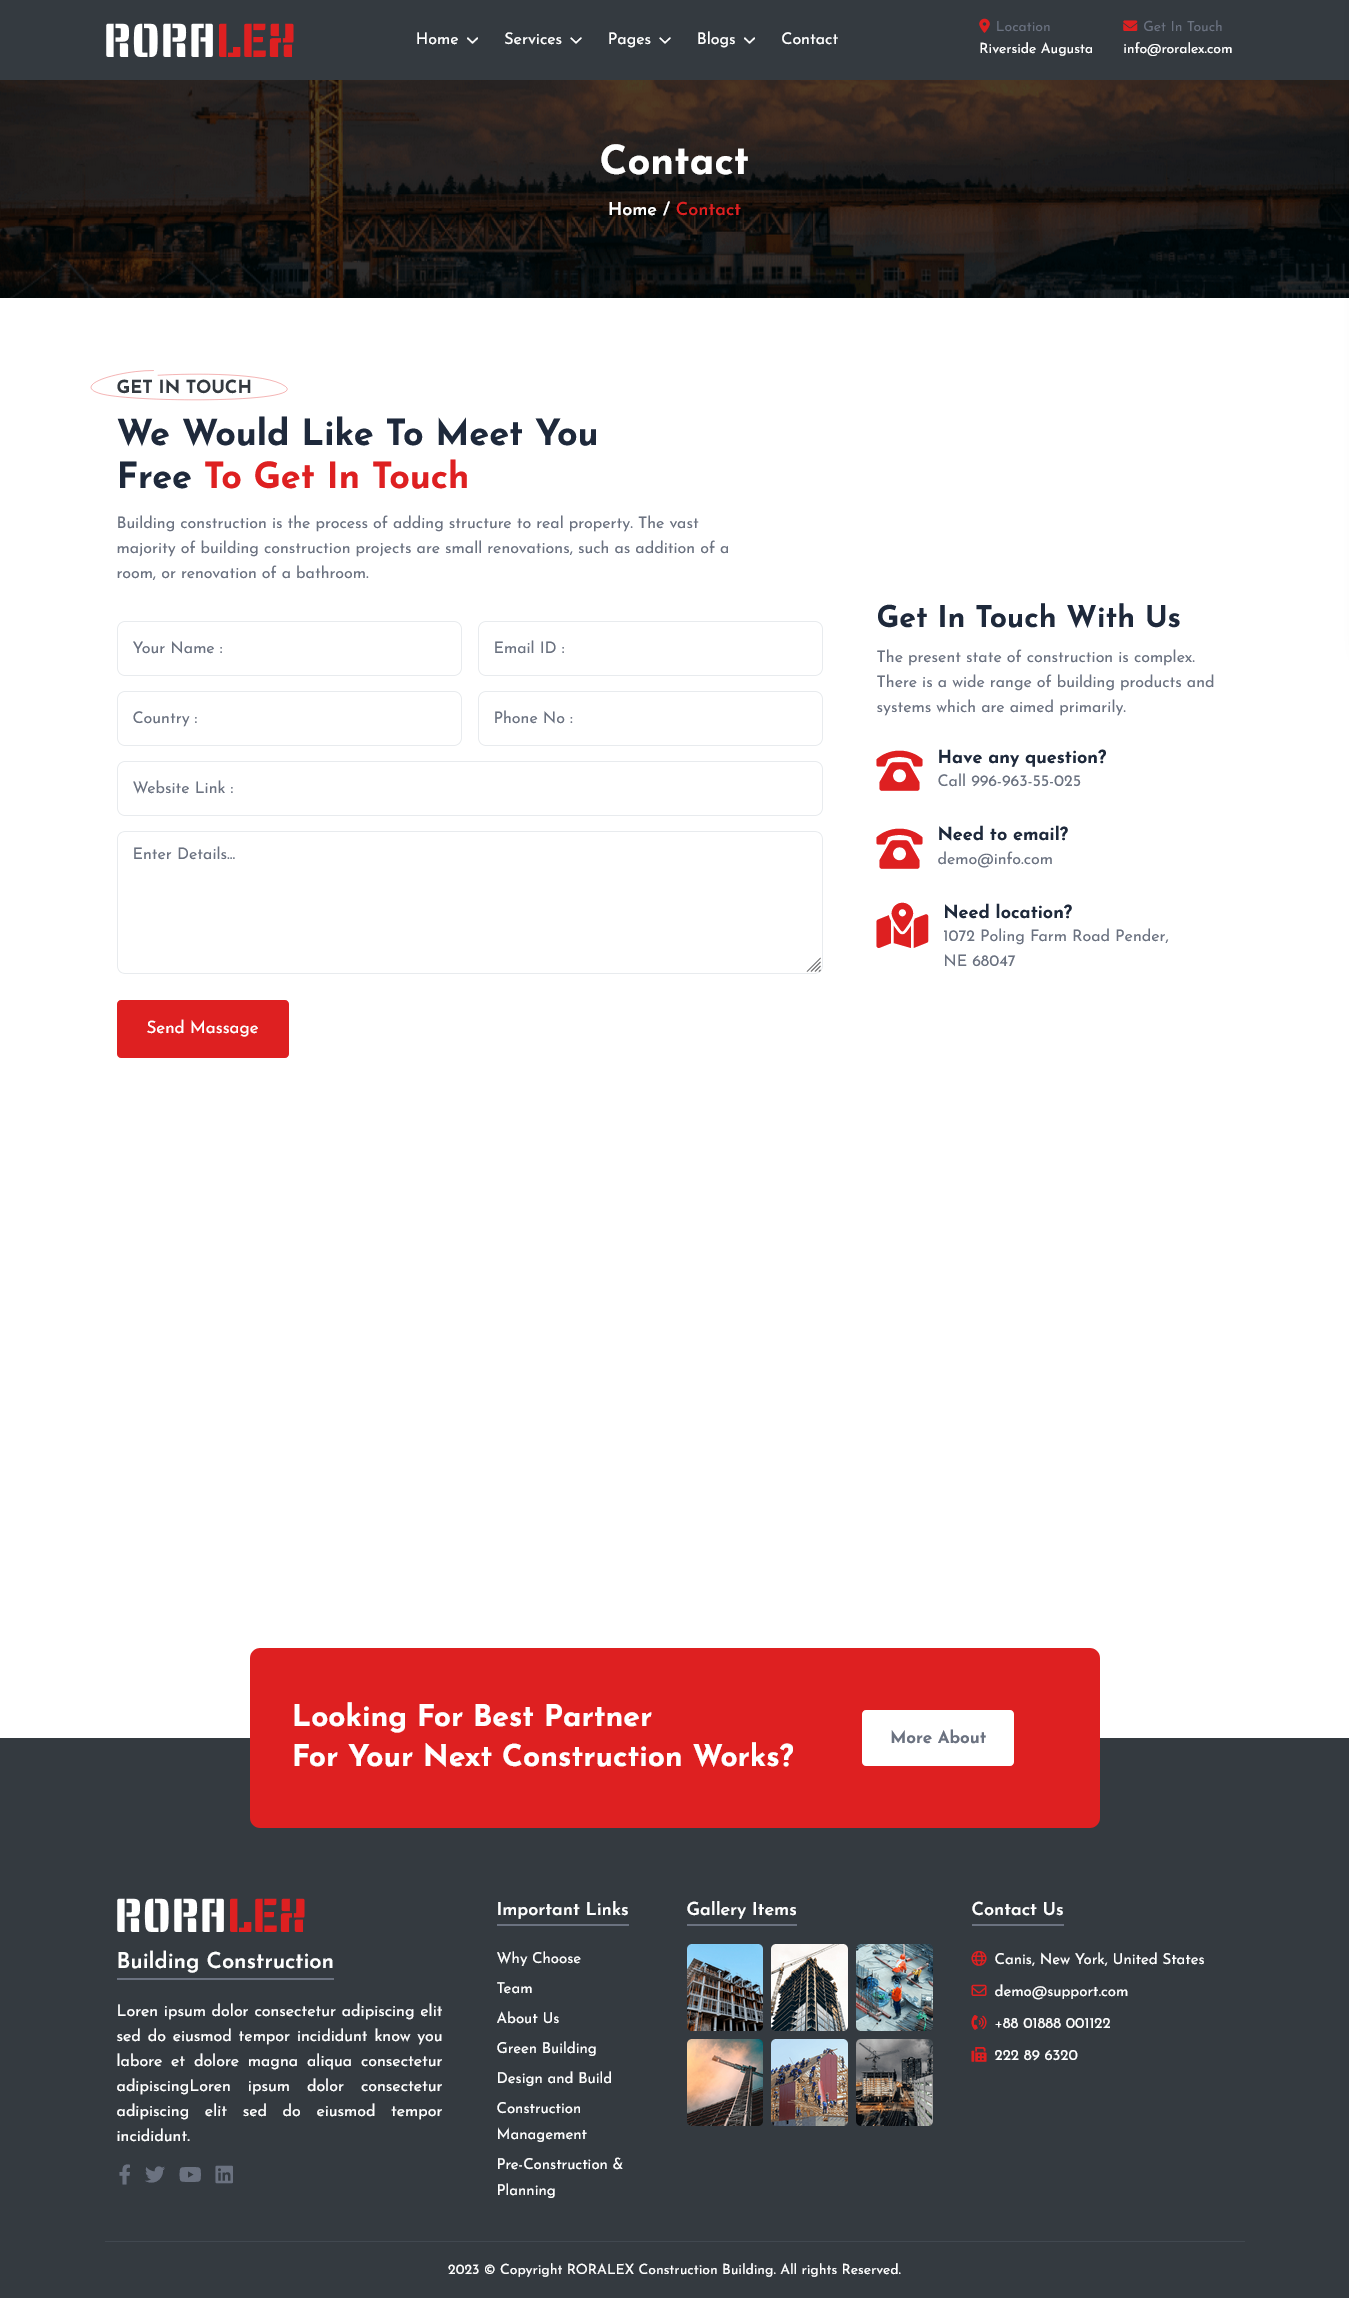 RORALEX
Home
Services
Pages
Blogs
Contact
Location
Riverside Augusta
Get In Touch
info@roralex.com
Contact
Home / Contact
GET IN TOUCH
We Would Like To Meet You
Free To Get In Touch
Building construction is the process of adding structure to real property. The vast
majority of building construction projects are small renovations, such as addition of a
room, or renovation of a bathroom.
Your Name :
Email ID :
Country :
Phone No :
Website Link :
Enter Details...
Send Massage
Get In Touch With Us
The present state of construction is complex.
There is a wide range of building products and
systems which are aimed primarily.
Have any question?
Call 996-963-55-025
Need to email?
demo@info.com
Need location?
1072 Poling Farm Road Pender,
NE 68047
Looking For Best Partner
For Your Next Construction Works?
More About
RORALEX
Building Construction
Loren ipsum dolor consectetur adipiscing elit
sed do eiusmod tempor incididunt know you
labore et dolore magna aliqua consectetur
adipiscingLoren ipsum dolor consectetur
adipiscing elit sed do eiusmod tempor
incididunt.
Important Links
Why Choose
Team
About Us
Green Building
Design and Build
Construction
Management
Pre-Construction &
Planning
Gallery Items
Contact Us
Canis, New York, United States
demo@support.com
+88 01888 001122
222 89 6320
2023 © Copyright RORALEX Construction Building. All rights Reserved.